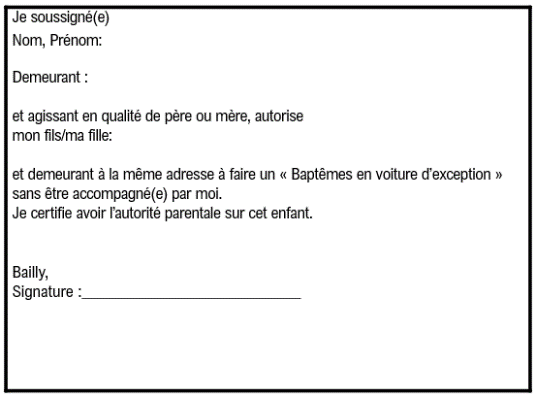 Je soussigné(e)
Nom, Prénom:
Demeurant :
et agissant en qualité de père ou mère, autorise
mon fils/ma fille:
et demeurant à la même adresse à faire un « Baptêmes en voiture d'exception »
sans être accompagné(e) par moi.
Je certifie avoir l'autorité parentale sur cet enfant.
Bailly,
Signature :___________________________